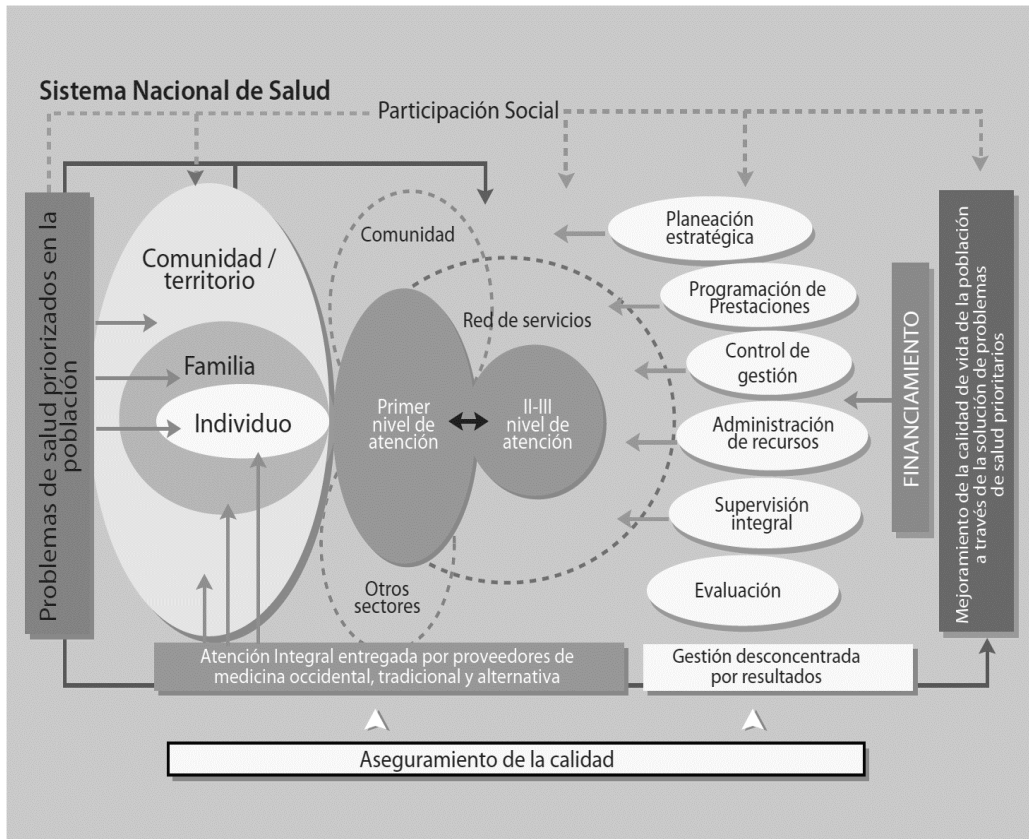 Sistema Nacional de Salud
Participación Social
Problemas de salud priorizados en la
población
Comunidad /
territorio
Familia
Individuo
Comunidad
Red de servicios
Primer
nivel de
atención
II-III
nivel de
atención
Otros
sectores
Planeación
estratégica
Programación de
Prestaciones
Control de
gestión
Administración
de recursos
Supervisión
integral
Evaluación
FINANCIAMIENTO
Mejoramiento de la calidad de vida de la población
a través de la solución de problemas
de salud prioritarios
Atención Integral entregada por proveedores de
medicina occidental, tradicional y alternativa
Gestión desconcentrada
por resultados
Aseguramiento de la calidad